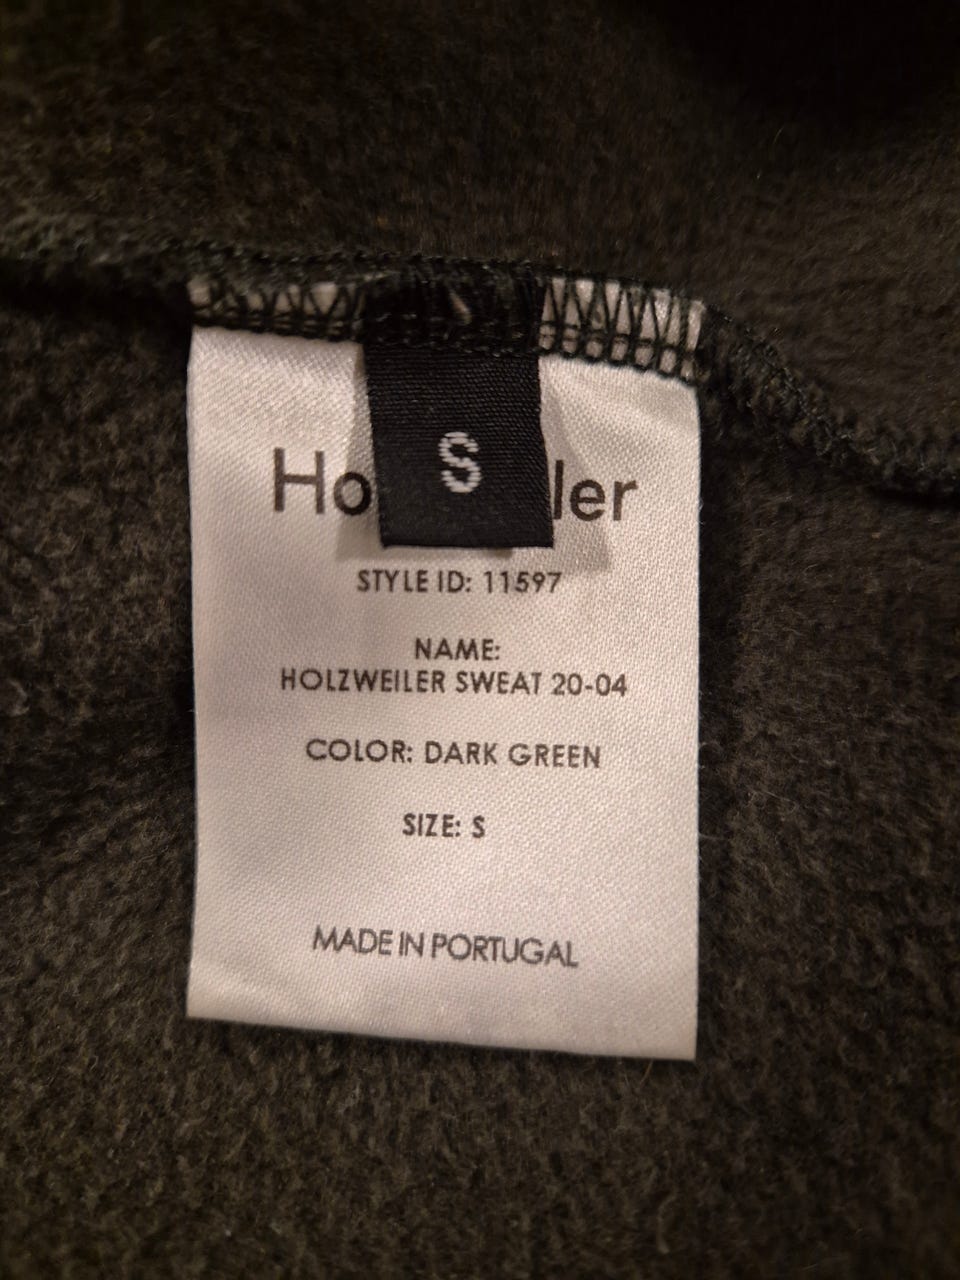 S
Ho ler
STYLE ID: 11597
NAME:
HOLZWEILER SWEAT 20-04
COLOR: DARK GREEN
SIZE: S
MADE IN PORTUGAL